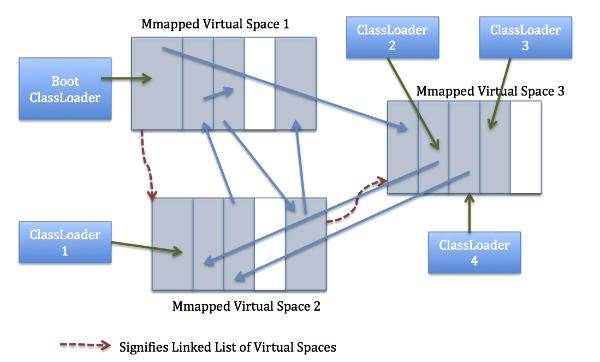 Mmapped Virtual Space 1
ClassLoader
2
ClassLoader
3
Boot
ClassLoader
Mmapped Virtual Space 3
ClassLoader
1
ClassLoader
4
Mmapped Virtual Space 2
Signifies Linked List of Virtual Spaces